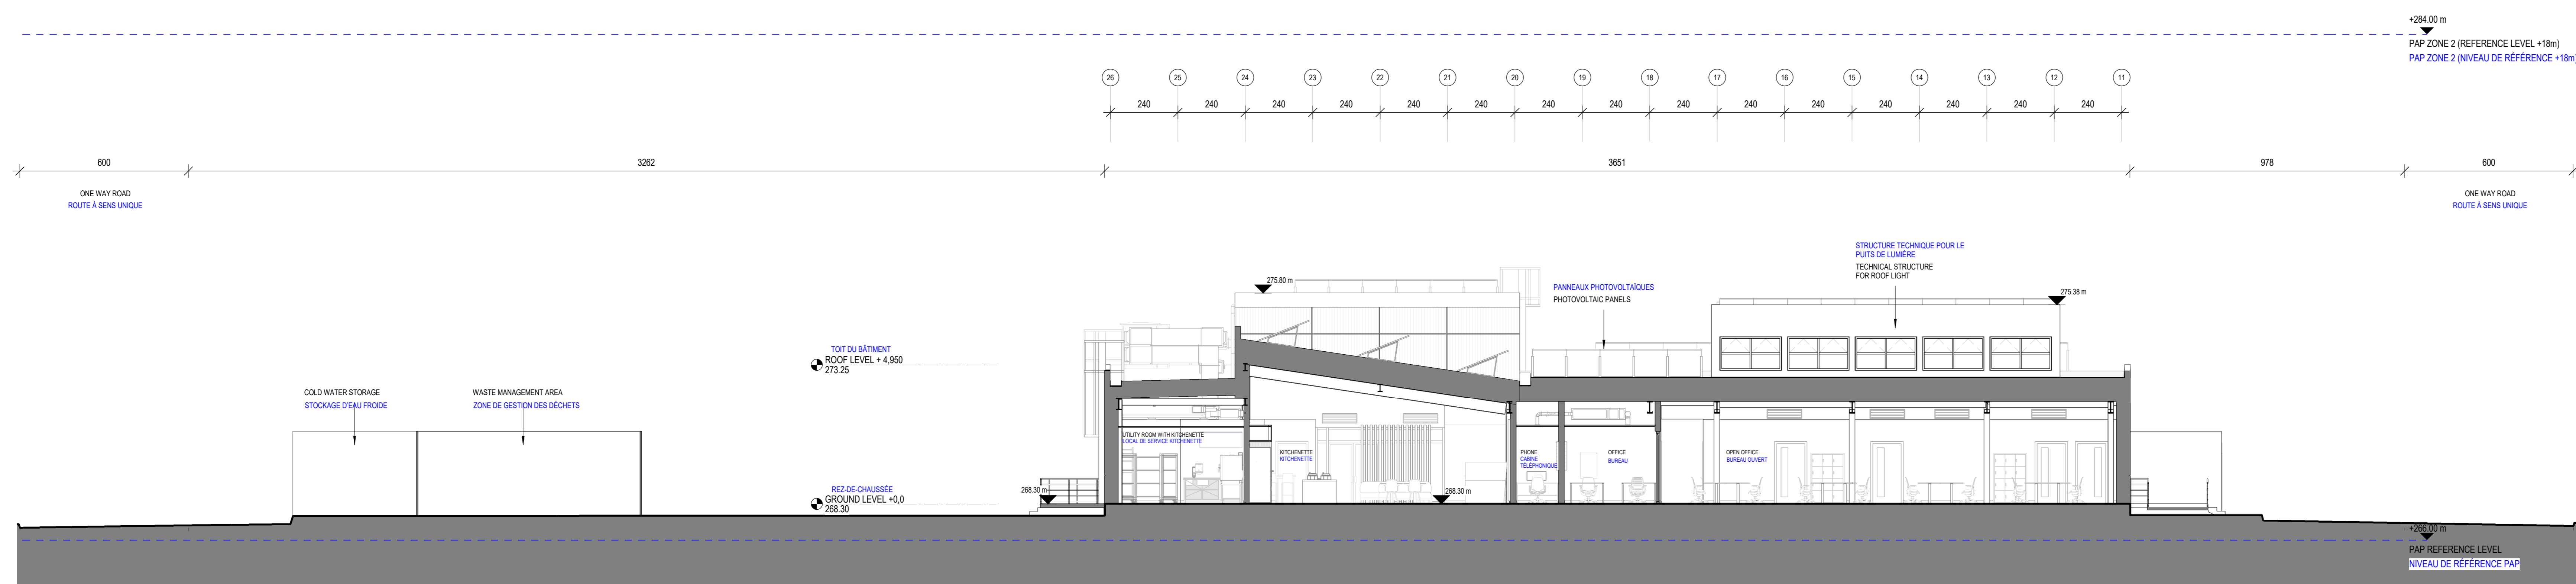 +284.00 m
PAP ZONE 2 (REFERENCE LEVEL +18m)
PAP ZONE 2 (NIVEAU DE RÉFÉRENCE +18m)
26 25 24 23 22 21 20 19 18 17 16 15 14 13 12 11
240 240 240 240 240 240 240 240 240 240 240 240 240 240 240
600 3262 3651 978 600
ONE WAY ROAD
ROUTE À SENS UNIQUE
ONE WAY ROAD
ROUTE À SENS UNIQUE
STRUCTURE TECHNIQUE POUR LE
PUITS DE LUMIÈRE
TECHNICAL STRUCTURE
FOR ROOF LIGHT
275.80 m
PANNEAUX PHOTOVOLTAÏQUES
PHOTOVOLTAIC PANELS
275.38 m
TOIT DU BÂTIMENT
ROOF LEVEL + 4,950
273.25
COLD WATER STORAGE
STOCKAGE D'EAU FROIDE
WASTE MANAGEMENT AREA
ZONE DE GESTION DES DÉCHETS
UTILITY ROOM WITH KITCHENETTE
LOCAL DE SERVICE KITCHENETTE
KITCHENETTE
KITCHENETTE
PHONE
CABINE
TÉLÉPHONIQUE
OFFICE
BUREAU
OPEN OFFICE
BUREAU OUVERT
REZ-DE-CHAUSSÉE
GROUND LEVEL +0,0
268.30
268.30 m
268.30 m
+266.00 m
PAP REFERENCE LEVEL
NIVEAU DE RÉFÉRENCE PAP